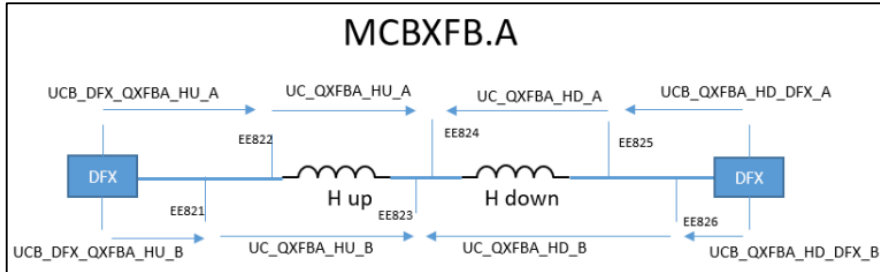 MCBXFB.A
UCB_DFX_QXFBA_HU_A
UC_QXFBA_HU_A
UC_QXFBA_HD_A
UCB_QXFBA_HD_DFX_A
EE822
EE824
EE825
DFX
DFX
EE821
H up
EE823
H down
EE826
UCB_DFX_QXFBA_HU_B
UC_QXFBA_HU_B
UC_QXFBA_HD_B
UCB_QXFBA_HD_DFX_B